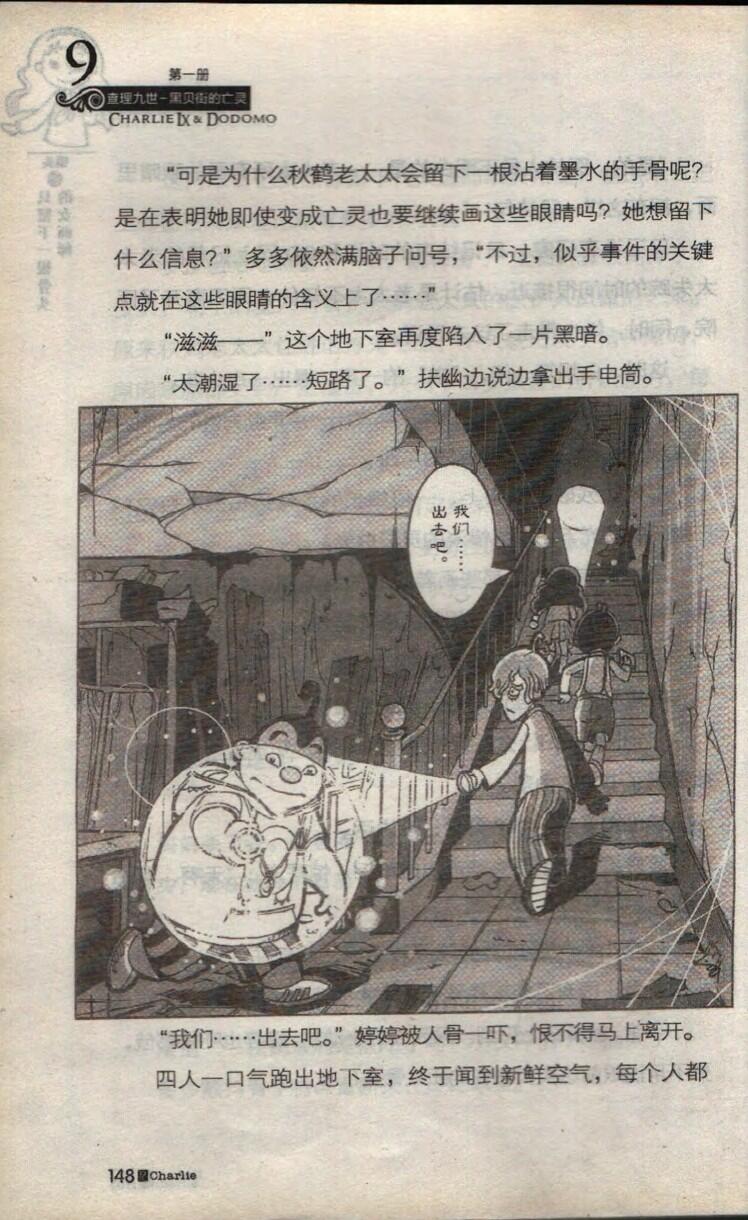 9
第一册
查理九世－黑贝街的亡灵
CHARLIE IX & DODOMO
“可是为什么秋鹤老太太会留下一根沾着墨水的手骨呢？
是在表明她即使变成亡灵也要继续画这些眼睛吗？她想留下
什么信息？”多多依然满脑子问号，“不过，似乎事件的关键
点就在这些眼睛的含义上了……”
“滋滋——”这个地下室再度陷入了一片黑暗。
“太潮湿了……短路了。”扶幽边说边拿出手电筒。
我们……
出去吧。
“我们……出去吧。”婷婷被人骨一吓，恨不得马上离开。
四人一口气跑出地下室，终于闻到新鲜空气，每个人都
148 Charlie